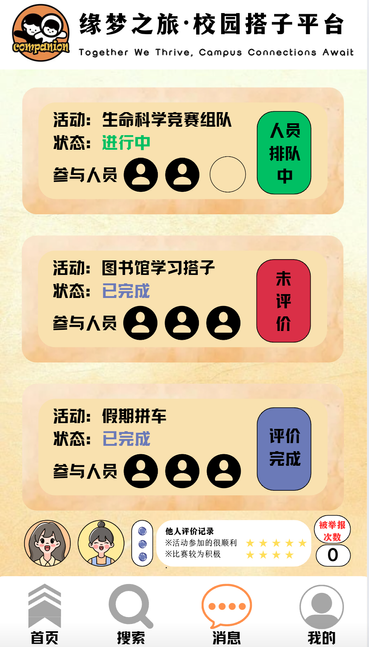 缘梦之旅·校园搭子平台
companion
Together We Thrive, Campus Connections Await
活动：生命科学竞赛组队
状态：进行中
参与人员
人员
排队
中
活动：图书馆学习搭子
状态：已完成
参与人员
未
评
价
活动：假期拼车
状态：已完成
参与人员
评价
完成
他人评价记录
※活动参加的很顺利
※比赛较为积极
被举报
次数
0
首页
搜索
消息
我的